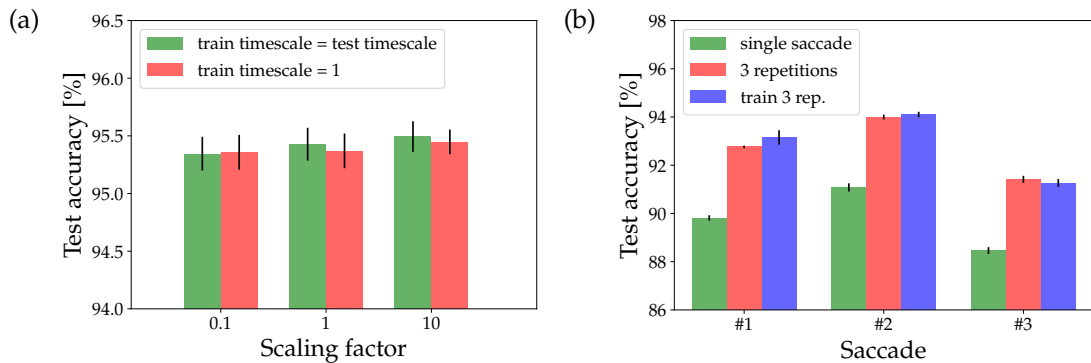 (a)
96.5
96.0
95.5
95.0
94.5
94.0
Test accuracy [%]
train timescale = test timescale
train timescale = 1
0.1
1
10
Scaling factor
(b)
98
96
94
92
90
88
86
Test accuracy [%]
single saccade
3 repetitions
train 3 rep.
#1
#2
#3
Saccade